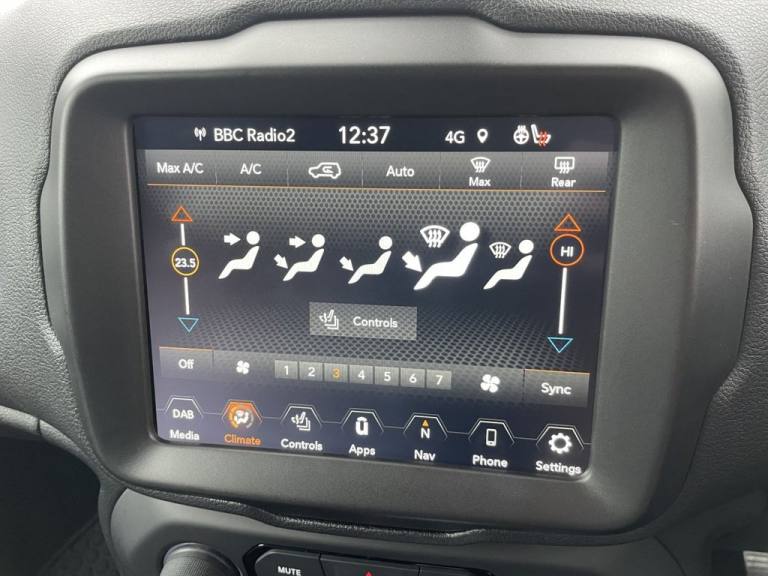 BBC Radio2 12:37 4G
Max A/C A/C Auto Max Rear
23.5 HI
Controls
Off 1 2 3 4 5 6 7 Sync
DAB N
Media Climate Controls Apps Nav Phone Settings
MUTE